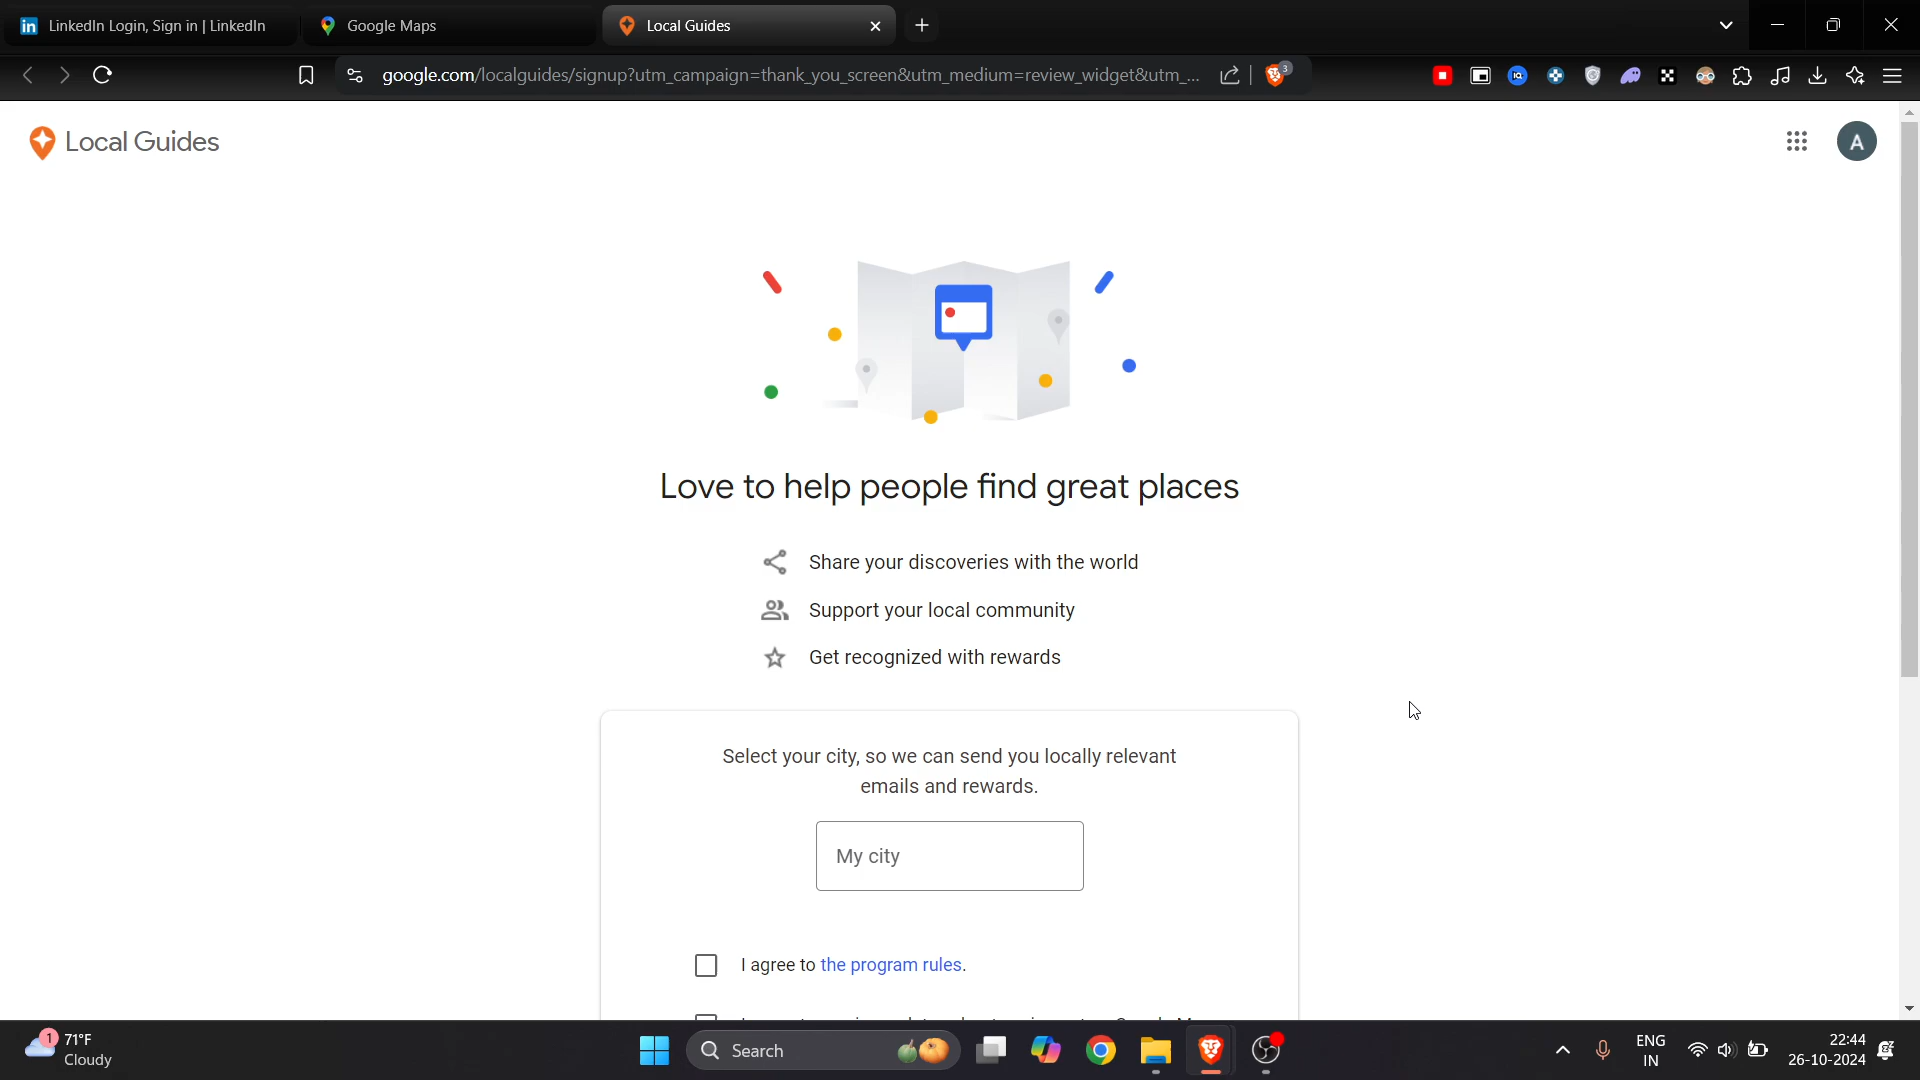 LinkedIn Login, Sign in | LinkedIn
Google Maps
Local Guides
google.com/localguides/signup?utm_campaign=thank_you_screen&utm_medium=review_widget&utm_...
3
Local Guides
A
Love to help people find great places
Share your discoveries with the world
Support your local community
Get recognized with rewards
Select your city, so we can send you locally relevant
emails and rewards.
My city
I agree to the program rules.
1
71°F
Cloudy
Search
ENG
IN
22:44
26-10-2024